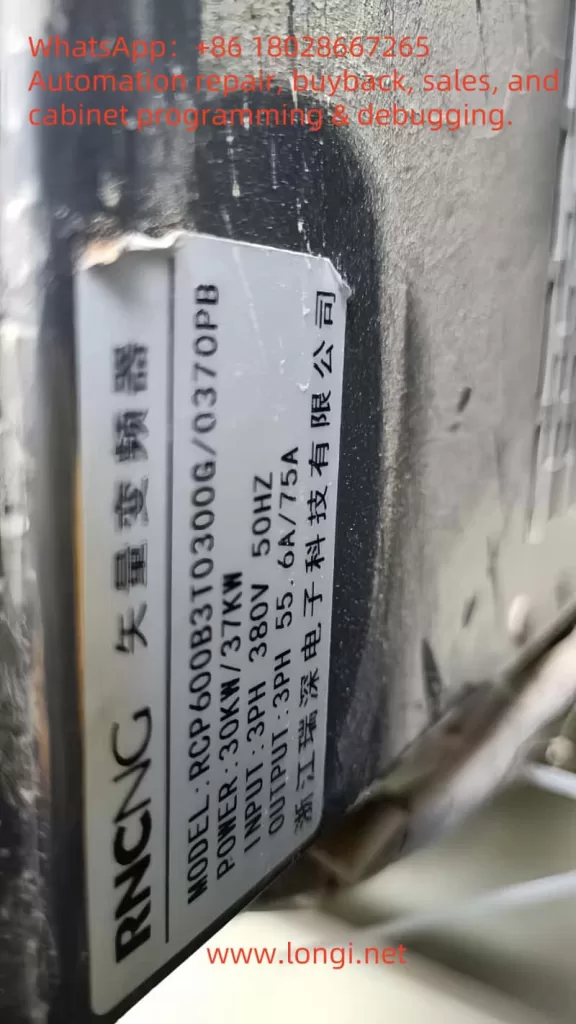 WhatsApp：+86 18028667265
Automation repair, buyback, sales, and
cabinet programming & debugging.
RNCNC 矢量变频器
MODEL:RCP600B3T0300G/0370PB
POWER:30KW/37KW
INPUT:3PH 380V 50HZ
OUTPUT:3PH 55.6A/75A
浙江瑞深电子科技有限公司
www.longi.net